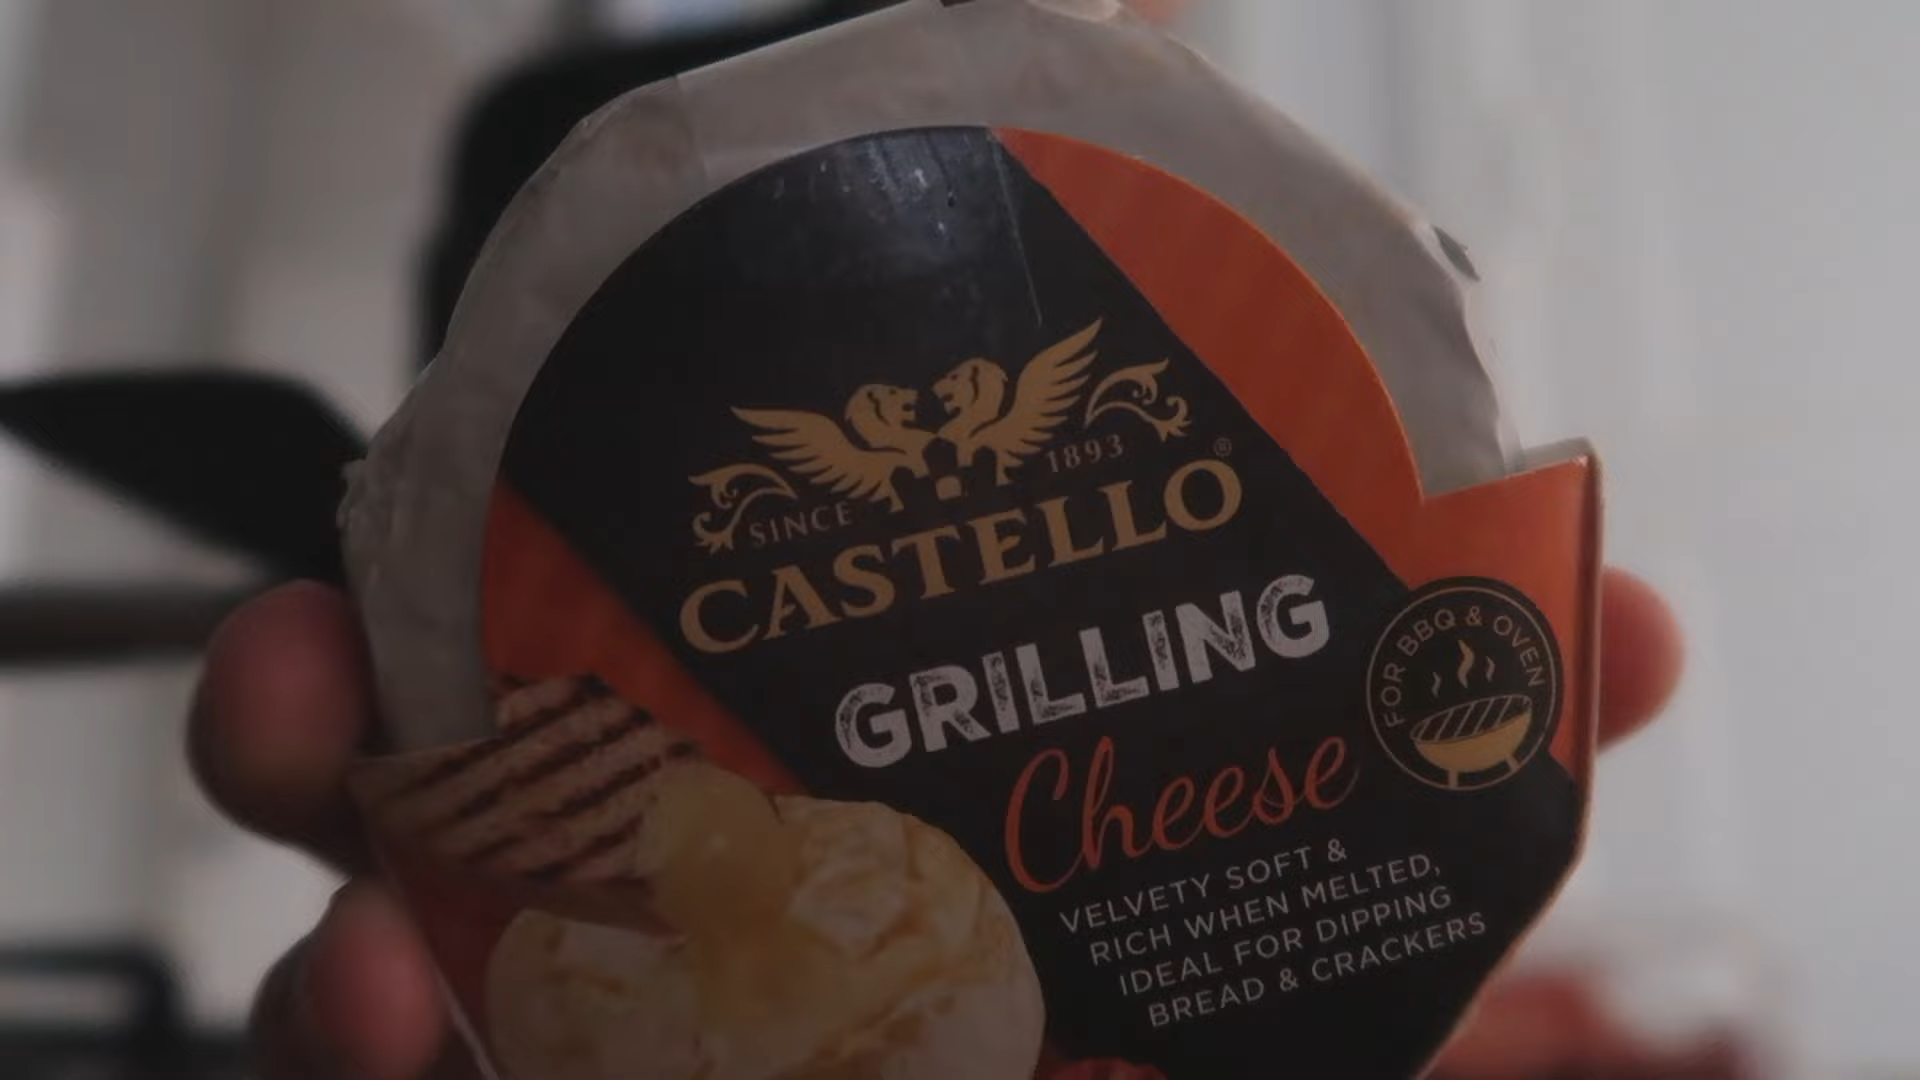 SINCE 1893
CASTELLO®
GRILLING
Cheese
FOR BBQ & OVEN
VELVETY SOFT &
RICH WHEN MELTED,
IDEAL FOR DIPPING
BREAD & CRACKERS